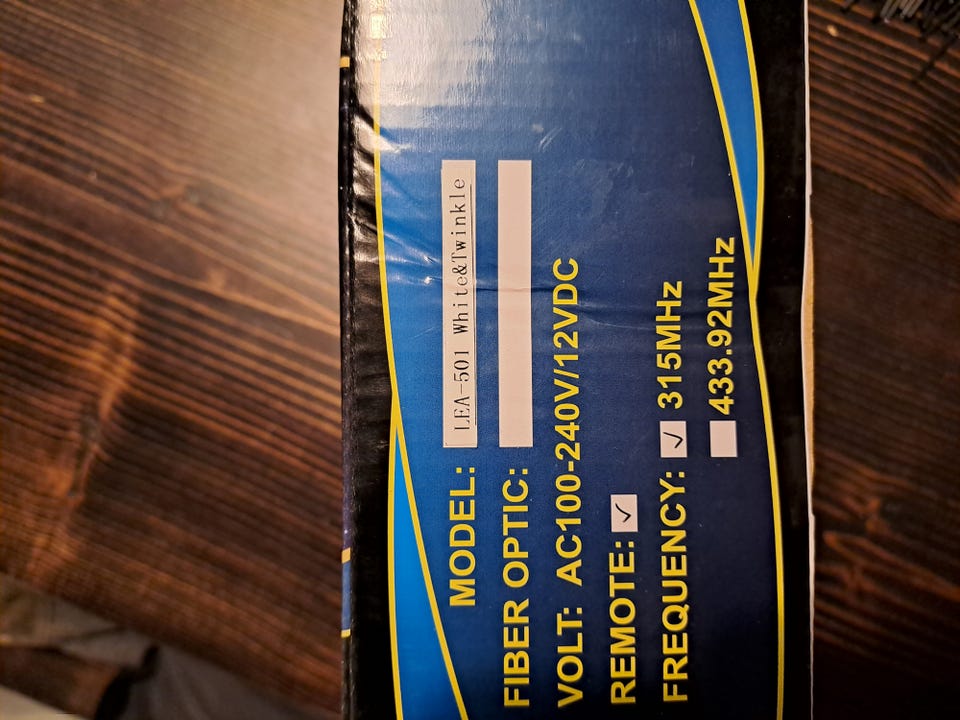 MODEL: LEA-501 White&Twinkle
FIBER OPTIC:
VOLT: AC100-240V/12VDC
REMOTE: ✓
FREQUENCY: ✓ 315MHz
433.92MHz